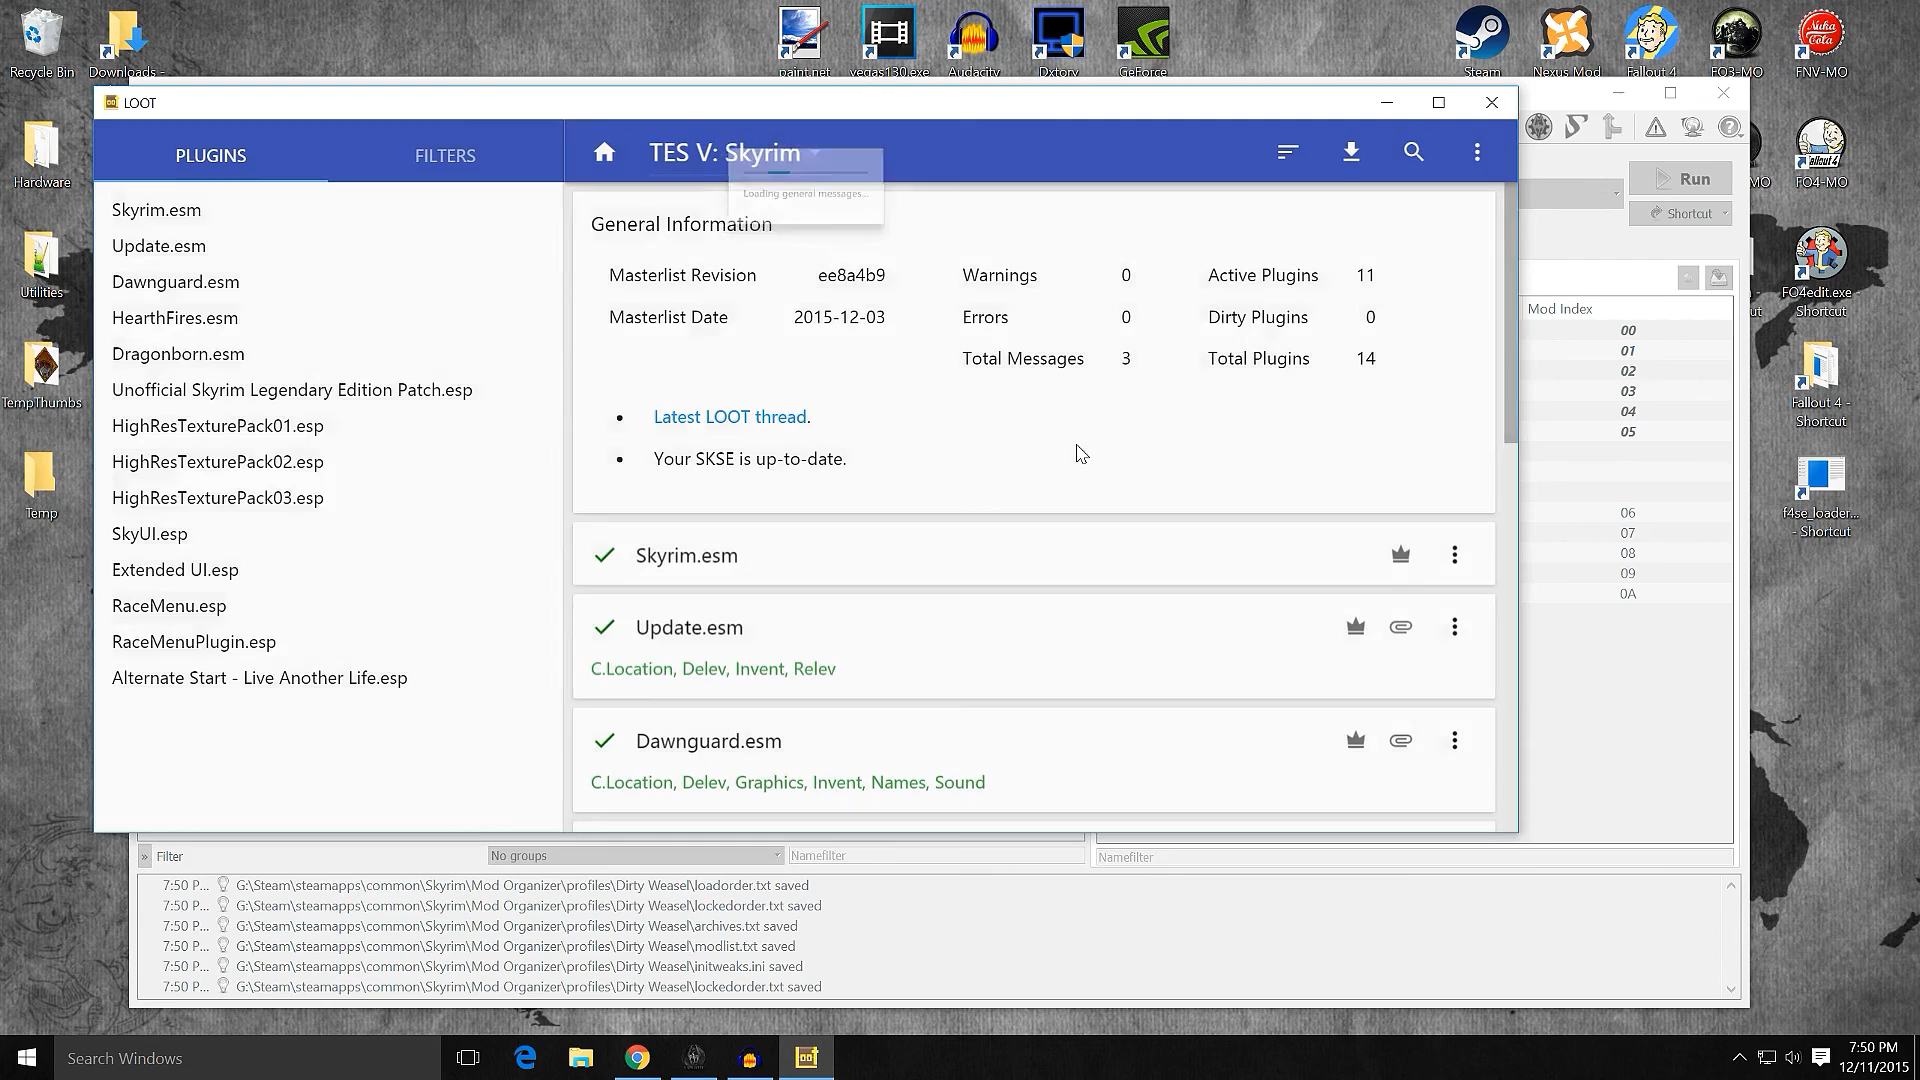 Recycle Bin
Downloads -
paint.net
vegas130.exe
Audacity
Dxtory
GeForce
Steam
Nexus Mod
Fallout 4
FO3-MO
FNV-MO
LOOT
PLUGINS
FILTERS
TES V: Skyrim
Loading general messages...
Skyrim.esm
Update.esm
Dawnguard.esm
HearthFires.esm
Dragonborn.esm
Unofficial Skyrim Legendary Edition Patch.esp
HighResTexturePack01.esp
HighResTexturePack02.esp
HighResTexturePack03.esp
SkyUI.esp
Extended UI.esp
RaceMenu.esp
RaceMenuPlugin.esp
Alternate Start - Live Another Life.esp
General Information
Masterlist Revision ee8a4b9 Warnings 0 Active Plugins 11
Masterlist Date 2015-12-03 Errors 0 Dirty Plugins 0
Total Messages 3 Total Plugins 14
Latest LOOT thread.
Your SKSE is up-to-date.
Skyrim.esm
Update.esm
C.Location, Delev, Invent, Relev
Dawnguard.esm
C.Location, Delev, Graphics, Invent, Names, Sound
Run
Shortcut
Mod Index
00
01
02
03
04
05
06
07
08
09
0A
Hardware
Utilities
TempThumbs
Temp
MO
FO4-MO
FO4edit.exe -
Shortcut
Fallout 4 -
Shortcut
f4se_loader...
- Shortcut
» Filter
No groups
Namefilter
Namefilter
7:50 P... G:\Steam\steamapps\common\Skyrim\Mod Organizer\profiles\Dirty Weasel\loadorder.txt saved
7:50 P... G:\Steam\steamapps\common\Skyrim\Mod Organizer\profiles\Dirty Weasel\lockedorder.txt saved
7:50 P... G:\Steam\steamapps\common\Skyrim\Mod Organizer\profiles\Dirty Weasel\archives.txt saved
7:50 P... G:\Steam\steamapps\common\Skyrim\Mod Organizer\profiles\Dirty Weasel\modlist.txt saved
7:50 P... G:\Steam\steamapps\common\Skyrim\Mod Organizer\profiles\Dirty Weasel\initweaks.ini saved
7:50 P... G:\Steam\steamapps\common\Skyrim\Mod Organizer\profiles\Dirty Weasel\lockedorder.txt saved
Search Windows
7:50 PM
12/11/2015